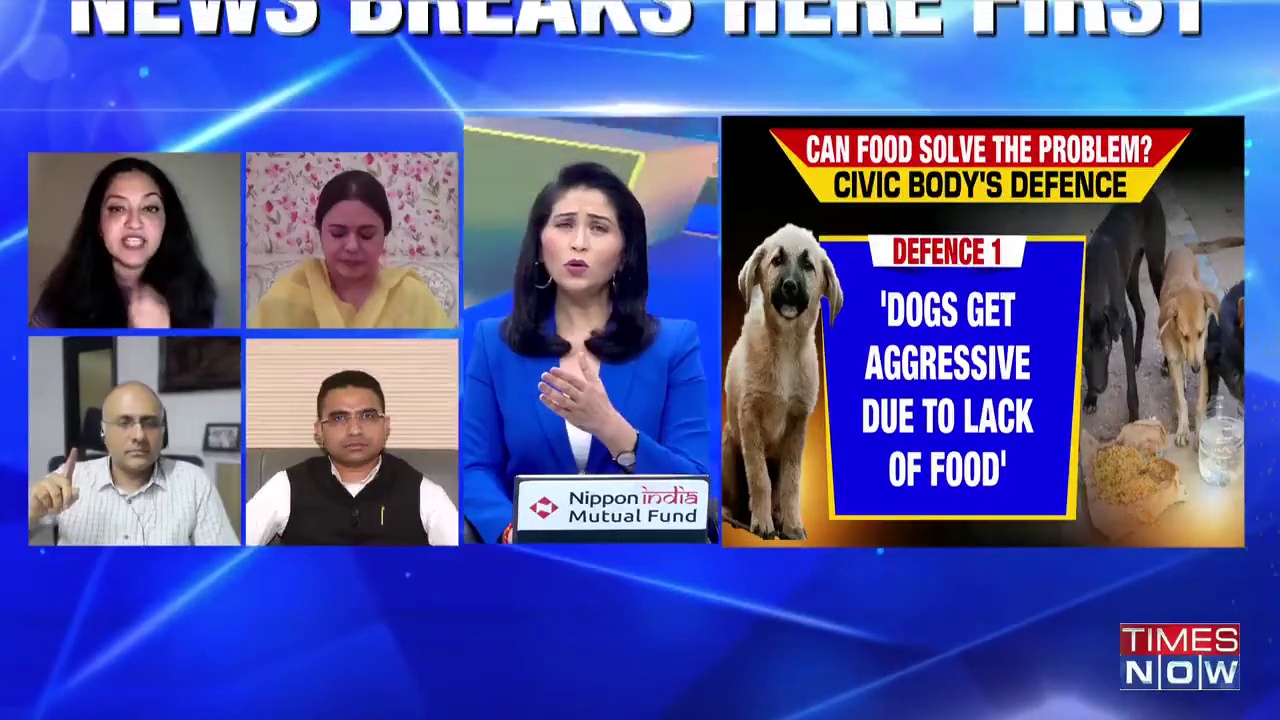 NEWS BREAKS HERE FIRST
CAN FOOD SOLVE THE PROBLEM?
CIVIC BODY'S DEFENCE
DEFENCE 1
'DOGS GET
AGGRESSIVE
DUE TO LACK
OF FOOD'
Nippon india
Mutual Fund
TIMES
NOW